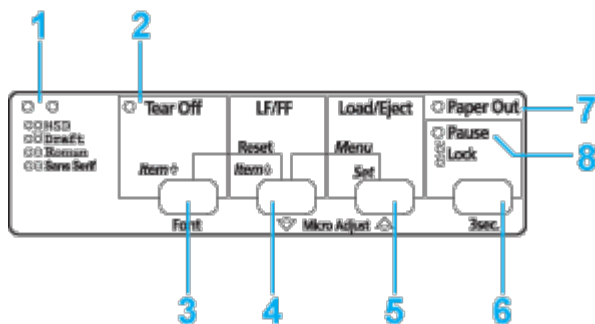 1 2
Tear Off LF/FF Load/Eject Paper Out 7
HSD
Draft
Roman
Sans Serif
Pause 8
Lock
Reset Menu
Item⇧ Item⇩ Set
Font Micro Adjust 3sec.
3 4 5 6